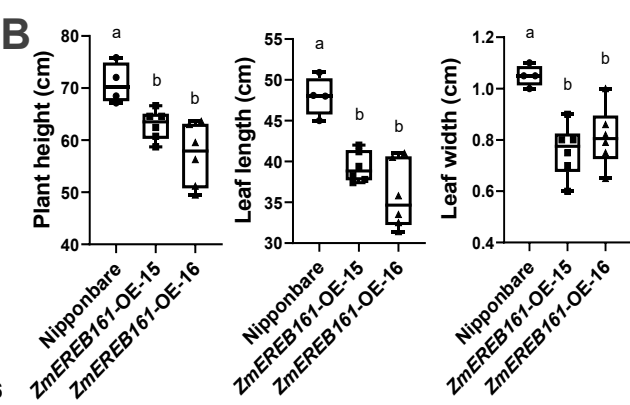 B
Plant height (cm)
80
70
60
50
40
a
b
b
Nipponbare
ZmEREB161-OE-15
ZmEREB161-OE-16
Leaf length (cm)
55
50
45
40
35
30
a
b
b
Nipponbare
ZmEREB161-OE-15
ZmEREB161-OE-16
Leaf width (cm)
1.2
1.0
0.8
0.6
0.4
a
b
b
Nipponbare
ZmEREB161-OE-15
ZmEREB161-OE-16